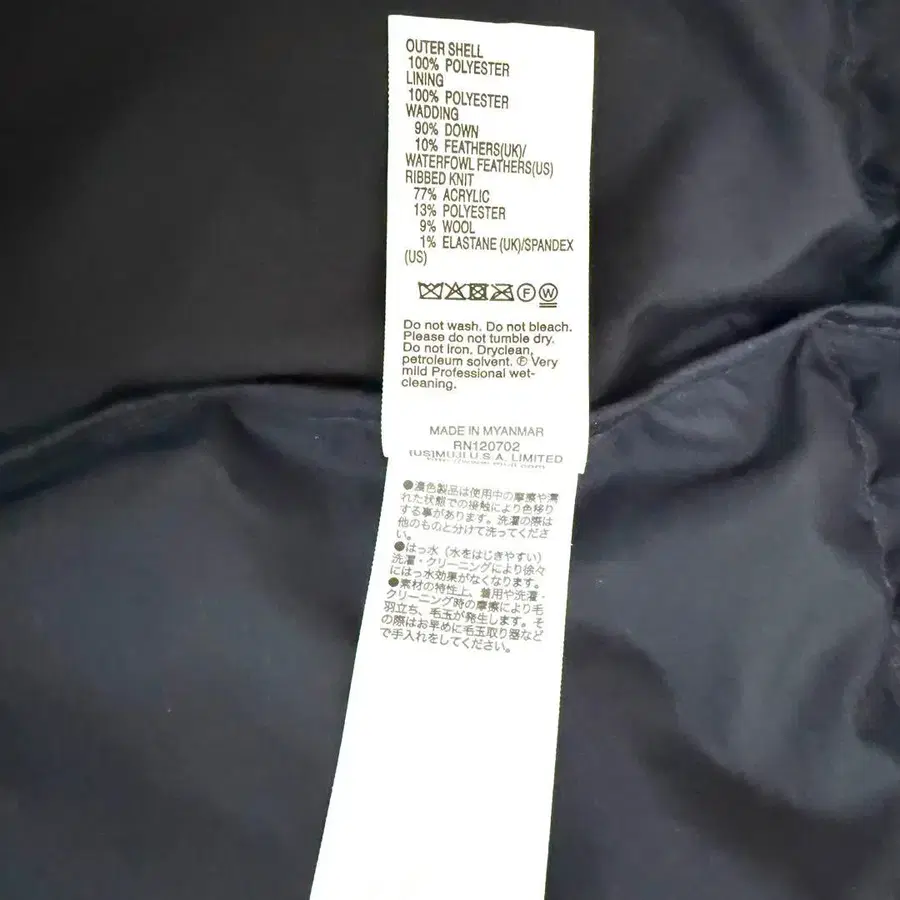 OUTER SHELL
100% POLYESTER
LINING
100% POLYESTER
WADDING
90% DOWN
10% FEATHERS(UK)/
WATERFOWL FEATHERS(US)
RIBBED KNIT
77% ACRYLIC
13% POLYESTER
9% WOOL
1% ELASTANE (UK)/SPANDEX
(US)
F W
Do not wash. Do not bleach.
Please do not tumble dry.
Do not Iron. Dryclean,
petroleum solvent. Ⓕ Very
mild Professional wet-
cleaning.
MADE IN MYANMAR
RN120702
(US)MUJI U.S.A. LIMITED
●濃色製品は使用中の摩擦や濡
れた状態での接触により色移り
する事があります。洗濯の際は
他のものと分けて洗ってくださ
い。
●はっ水（水をはじきやすい）
洗濯・クリーニングにより徐々
にはっ水効果がなくなります。
●素材の特性上、着用や洗濯・
クリーニング時の摩擦により毛
羽立ち、毛玉が発生します。そ
の際はお早めに毛玉取り器など
で手入れをしてください。